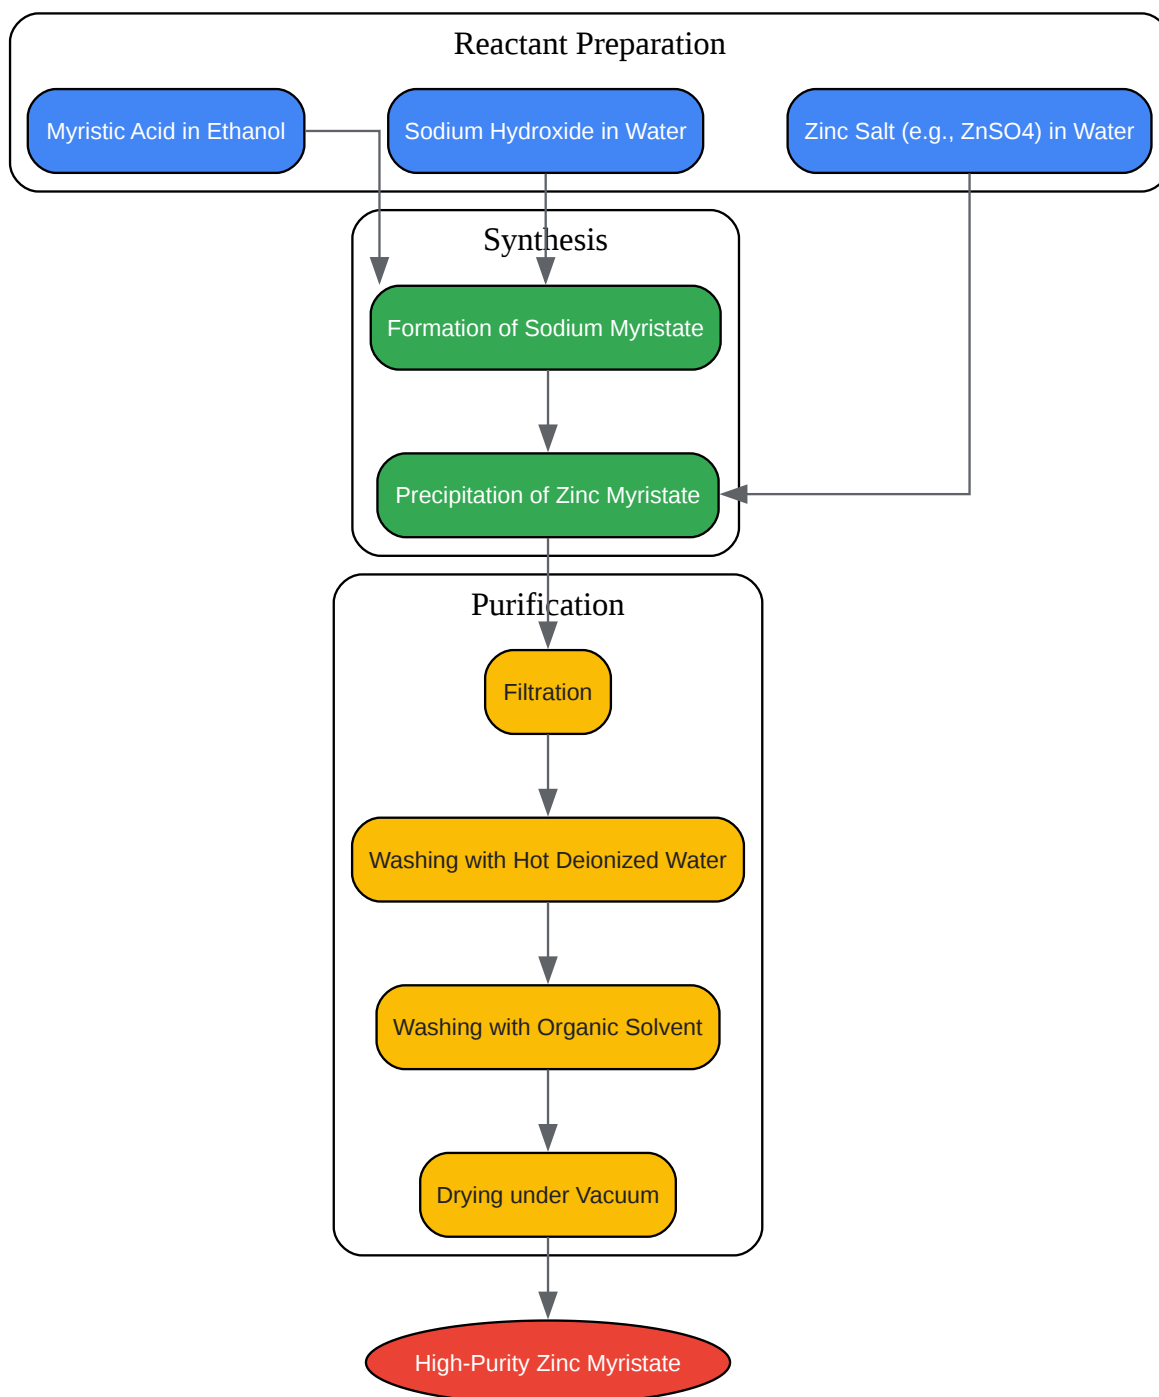 Reactant Preparation
Myristic Acid in Ethanol
Sodium Hydroxide in Water
Zinc Salt (e.g., ZnSO4) in Water
Synthesis
Formation of Sodium Myristate
Precipitation of Zinc Myristate
Purification
Filtration
Washing with Hot Deionized Water
Washing with Organic Solvent
Drying under Vacuum
High-Purity Zinc Myristate